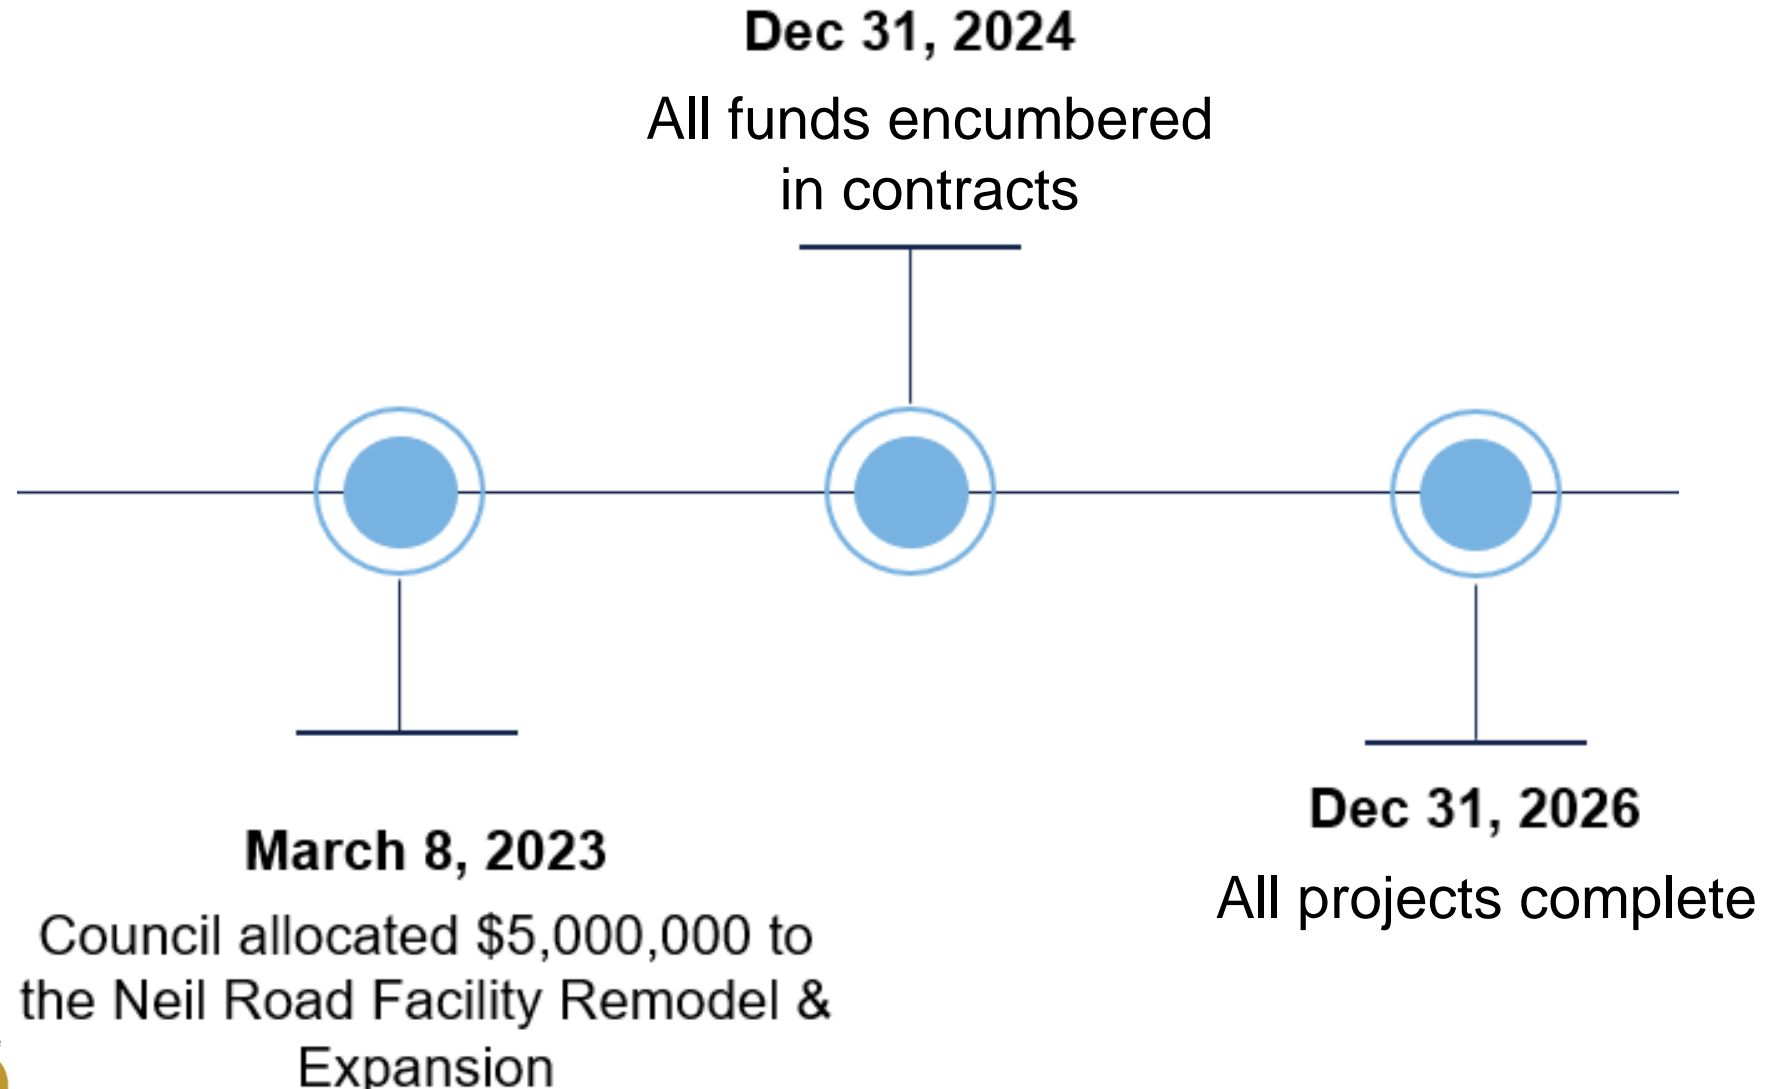 Dec 31, 2024
All funds encumbered
in contracts
March 8, 2023
Council allocated $5,000,000 to
the Neil Road Facility Remodel &
Expansion
Dec 31, 2026
All projects complete